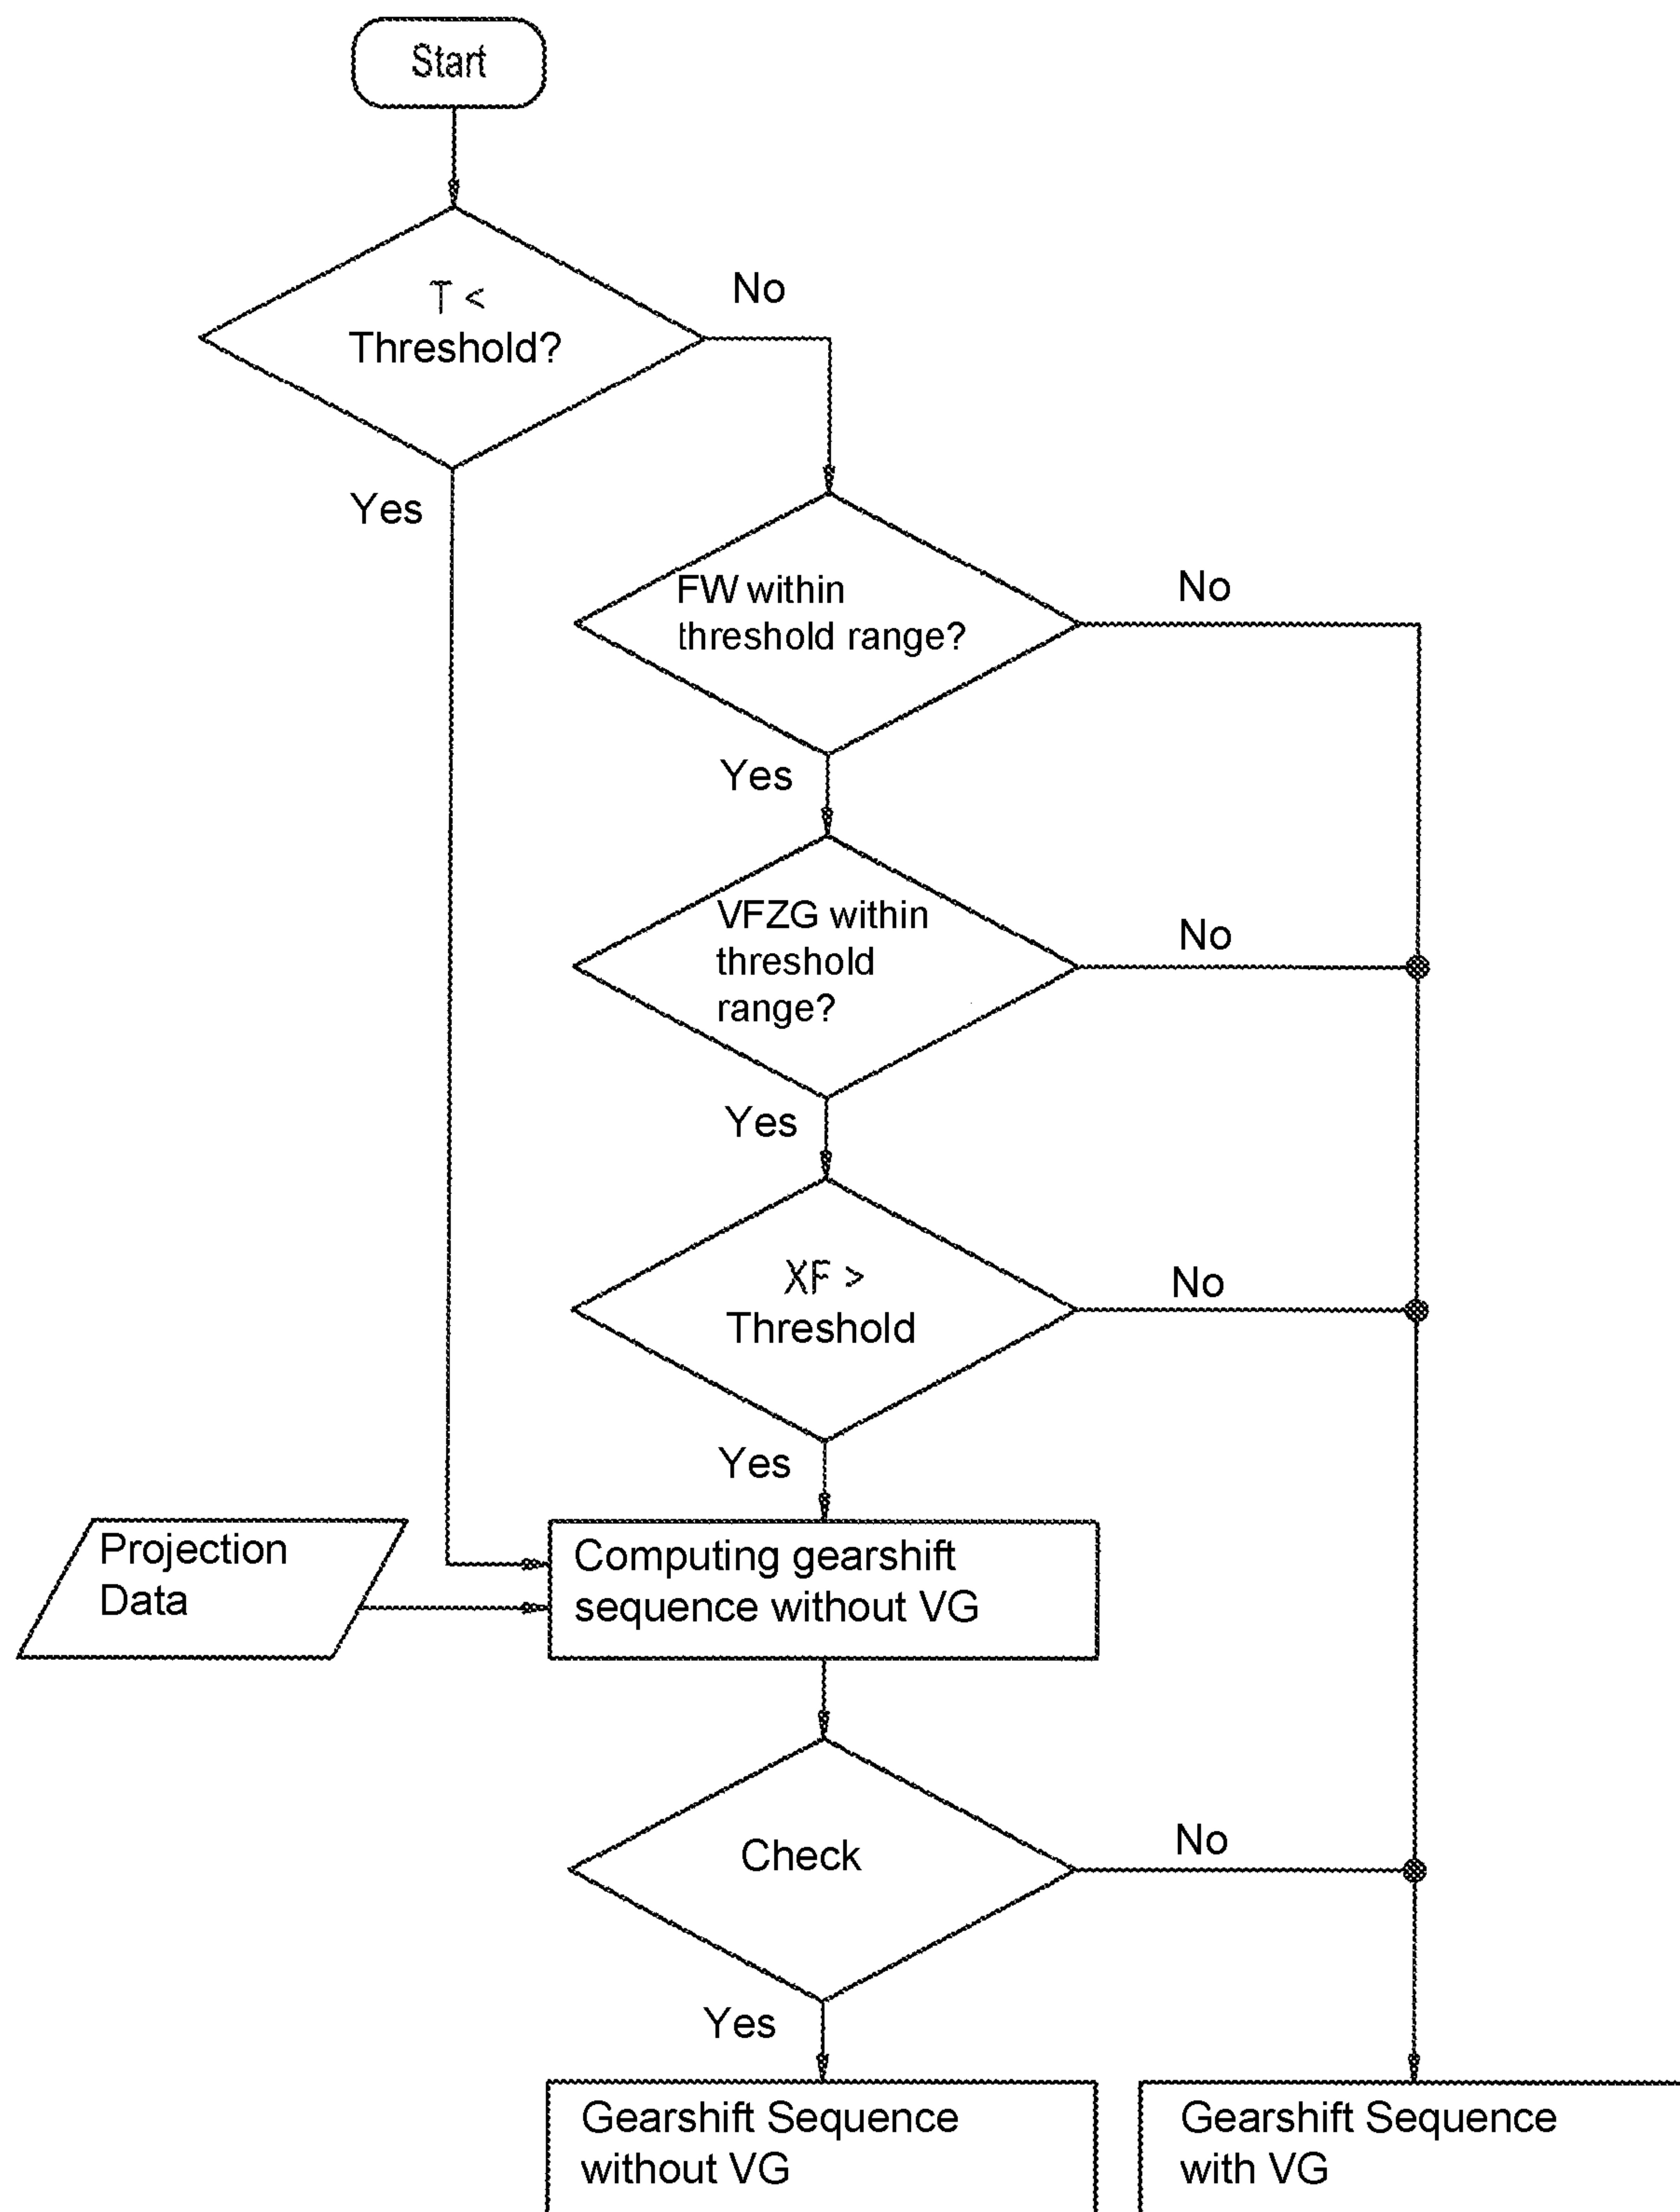 Start
T <
Threshold?
No
Yes
FW within
threshold range?
No
Yes
VFZG within
threshold
range?
No
Yes
XF >
Threshold
No
Yes
Projection
Data
Computing gearshift
sequence without VG
Check
No
Yes
Gearshift Sequence
without VG
Gearshift Sequence
with VG